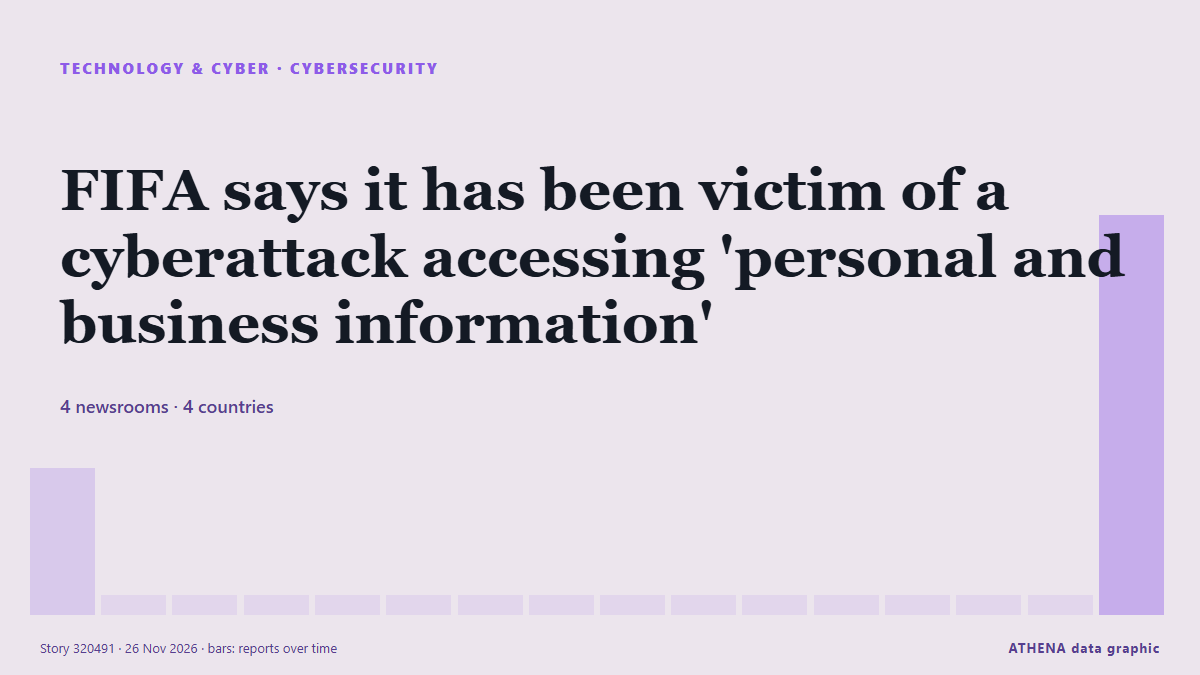 TECHNOLOGY & CYBER · CYBERSECURITY
FIFA says it has been victim of a
cyberattack accessing 'personal and
business information'
4 newsrooms · 4 countries
Story 320491 · 26 Nov 2026 · bars: reports over time
ATHENA data graphic